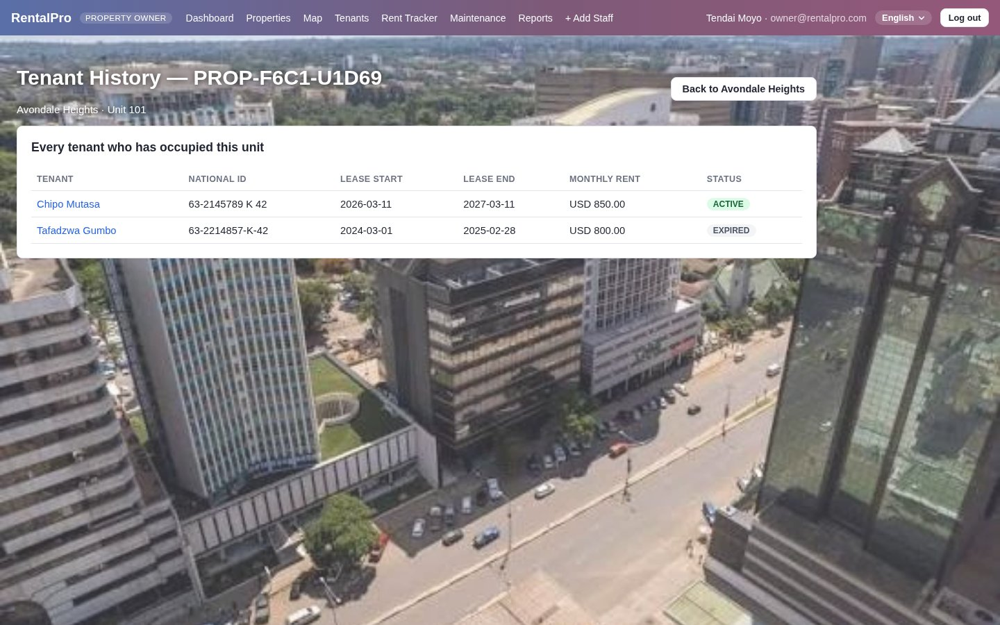 RentalPro PROPERTY OWNER Dashboard Properties Map Tenants Rent Tracker Maintenance Reports + Add Staff Tendai Moyo · owner@rentalpro.com English Log out
Tenant History — PROP-F6C1-U1D69
Back to Avondale Heights
Avondale Heights · Unit 101
Every tenant who has occupied this unit
TENANT NATIONAL ID LEASE START LEASE END MONTHLY RENT STATUS
Chipo Mutasa 63-2145789 K 42 2026-03-11 2027-03-11 USD 850.00 ACTIVE
Tafadzwa Gumbo 63-2214857-K-42 2024-03-01 2025-02-28 USD 800.00 EXPIRED